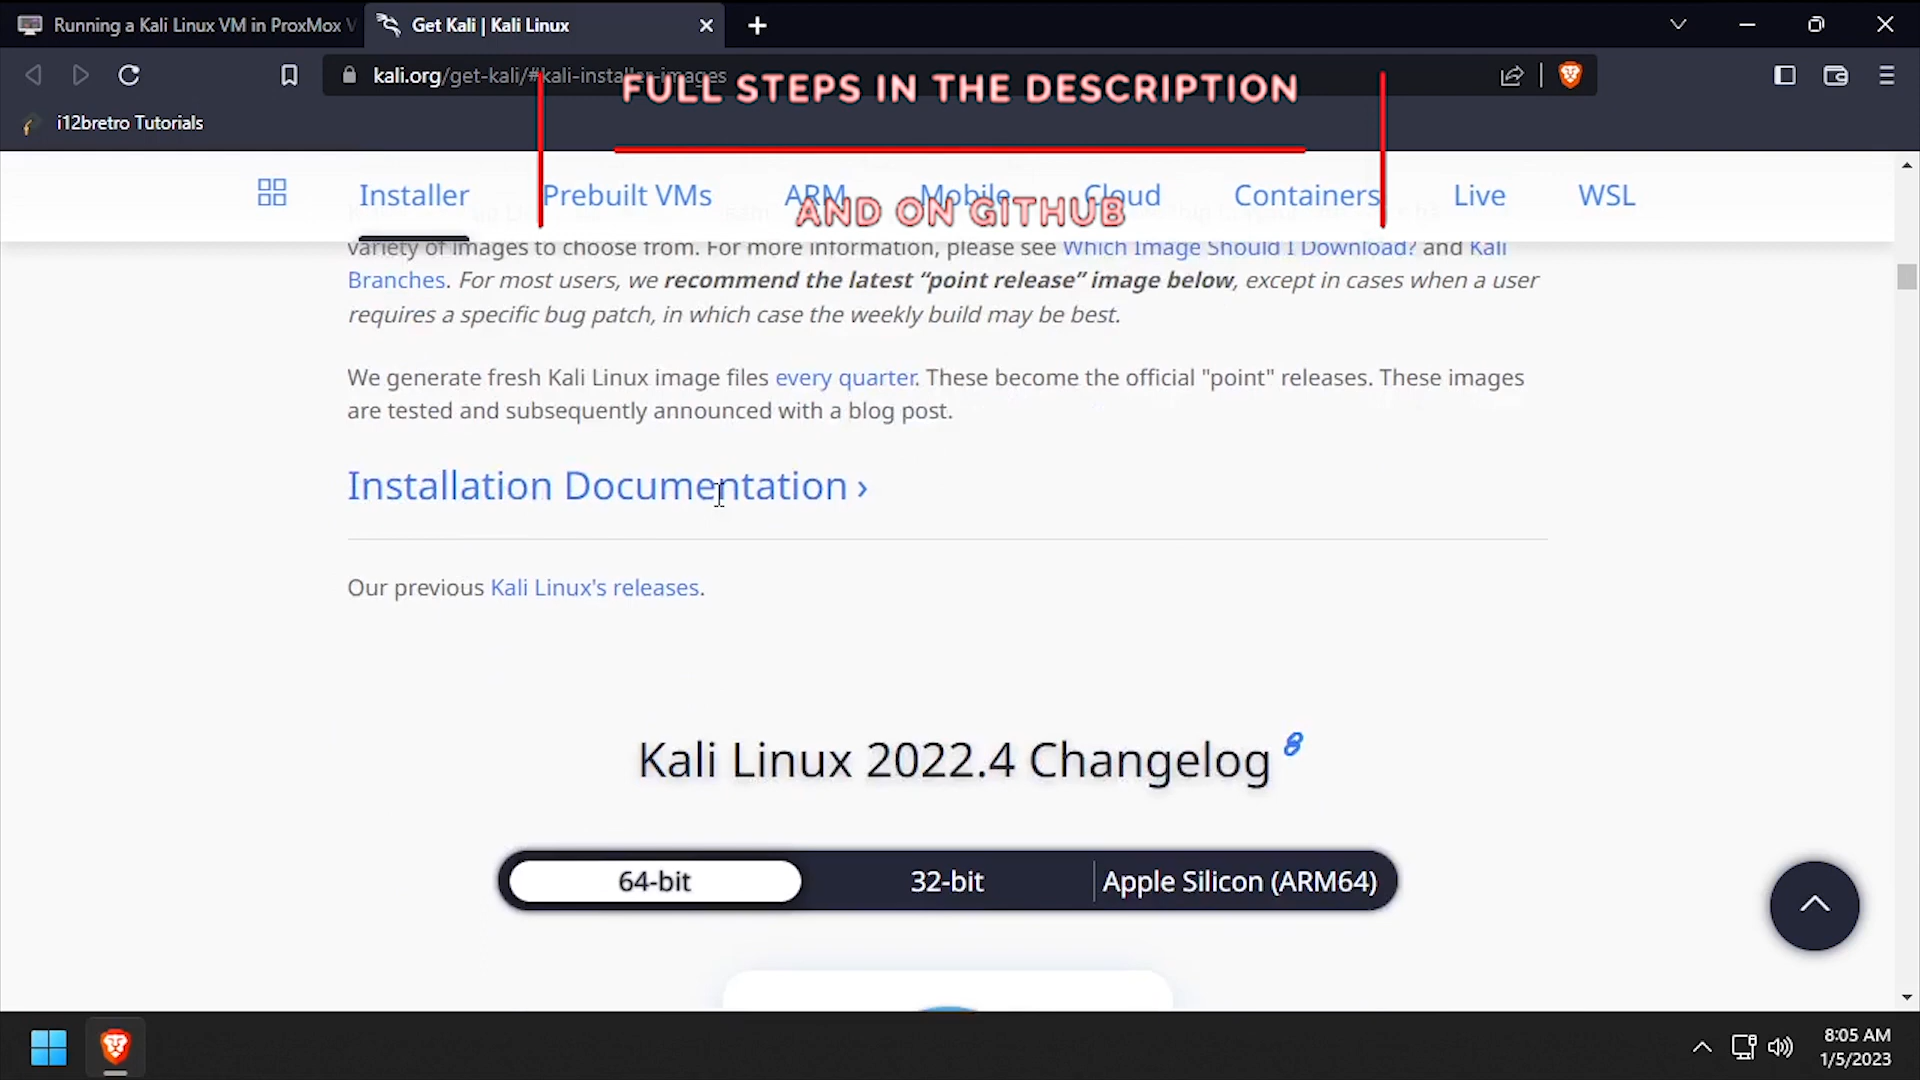 Running a Kali Linux VM in ProxMox V
Get Kali | Kali Linux
kali.org/get-kali/#kali-installer-images
FULL STEPS IN THE DESCRIPTION
i12bretro Tutorials
Installer Prebuilt VMs ARM Mobile Cloud Containers Live WSL
AND ON GITHUB
variety of images to choose from. For more information, please see Which Image Should I Download? and Kali
Branches. For most users, we recommend the latest “point release” image below, except in cases when a user
requires a specific bug patch, in which case the weekly build may be best.
We generate fresh Kali Linux image files every quarter. These become the official "point" releases. These images
are tested and subsequently announced with a blog post.
Installation Documentation ›
Our previous Kali Linux's releases.
Kali Linux 2022.4 Changelog
64-bit 32-bit Apple Silicon (ARM64)
8:05 AM
1/5/2023